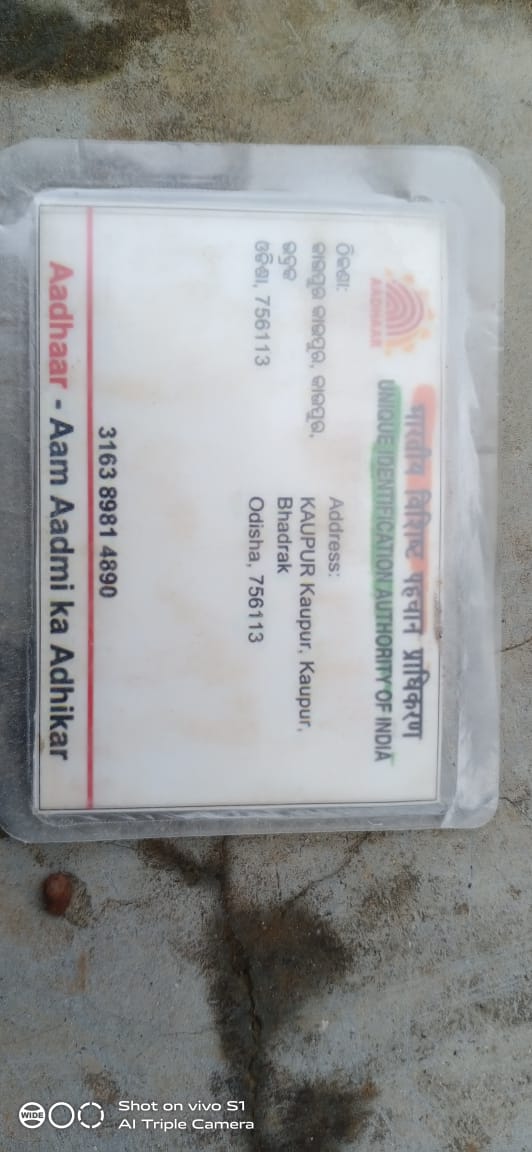 भारतीय विशिष्ट पहचान प्राधिकरण
UNIQUE IDENTIFICATION AUTHORITY OF INDIA
AADHAAR
ଠିକଣା:
କାଉପୁର କାଉପୁର, କାଉପୁର,
ଭଦ୍ରକ
ଓଡିଶା, 756113
Address:
KAUPUR Kaupur, Kaupur,
Bhadrak
Odisha, 756113
3163 8981 4890
Aadhaar - Aam Aadmi ka Adhikar
WIDE
Shot on vivo S1
AI Triple Camera